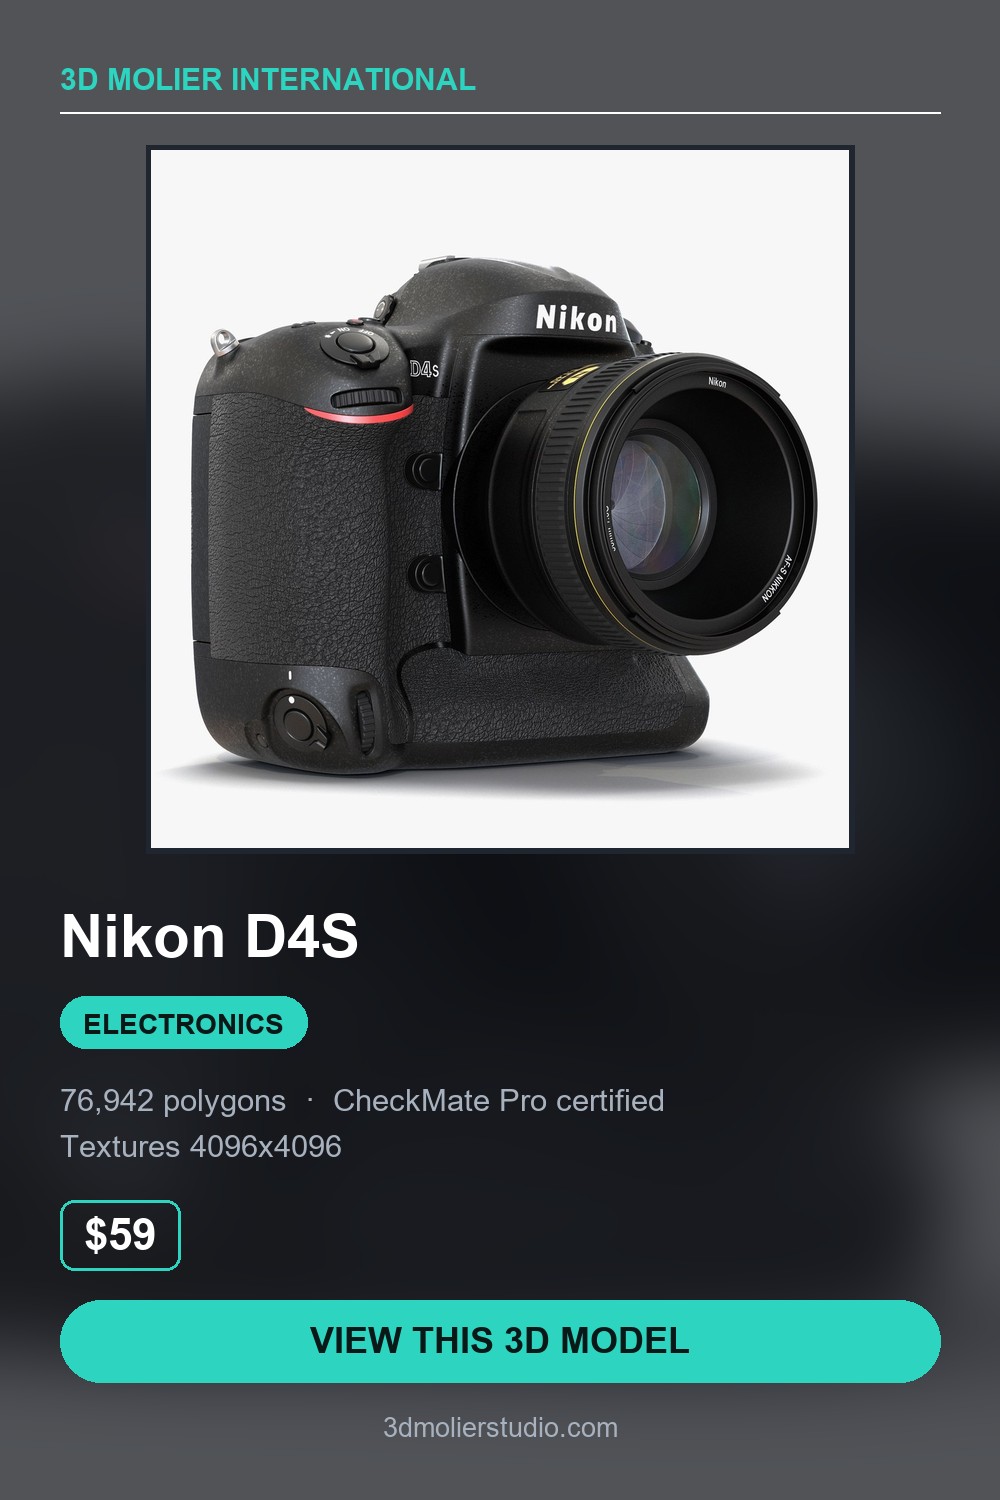 3D MOLIER INTERNATIONAL
Nikon
D4s
Nikon
AF-S NIKKOR
Nikon D4S
ELECTRONICS
76,942 polygons · CheckMate Pro certified
Textures 4096x4096
$59
VIEW THIS 3D MODEL
3dmolierstudio.com